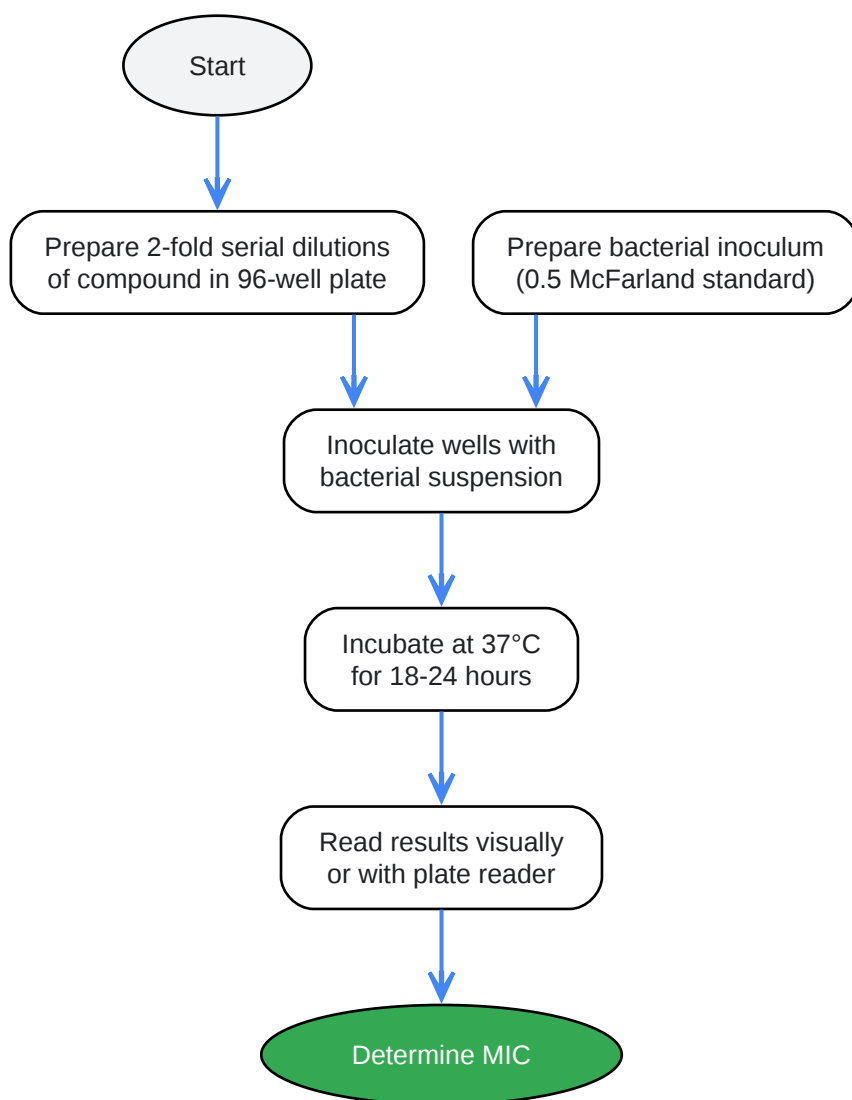 Start
Prepare 2-fold serial dilutions
of compound in 96-well plate
Prepare bacterial inoculum
(0.5 McFarland standard)
Inoculate wells with
bacterial suspension
Incubate at 37°C
for 18-24 hours
Read results visually
or with plate reader
Determine MIC